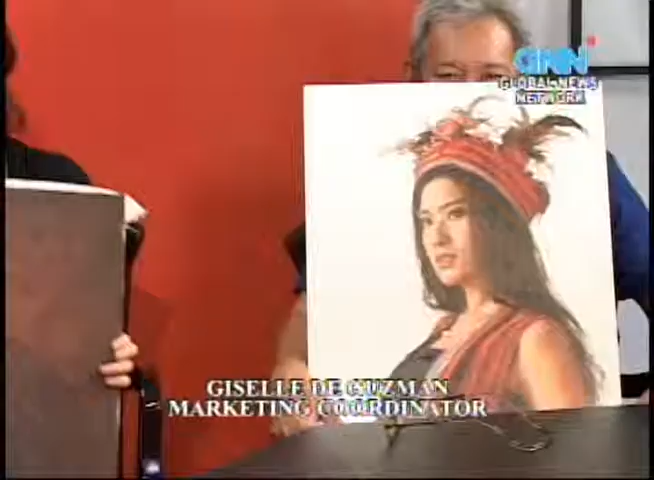 GNN
GLOBAL NEWS
NETWORK
GISELLE DE GUZMAN
MARKETING COORDINATOR